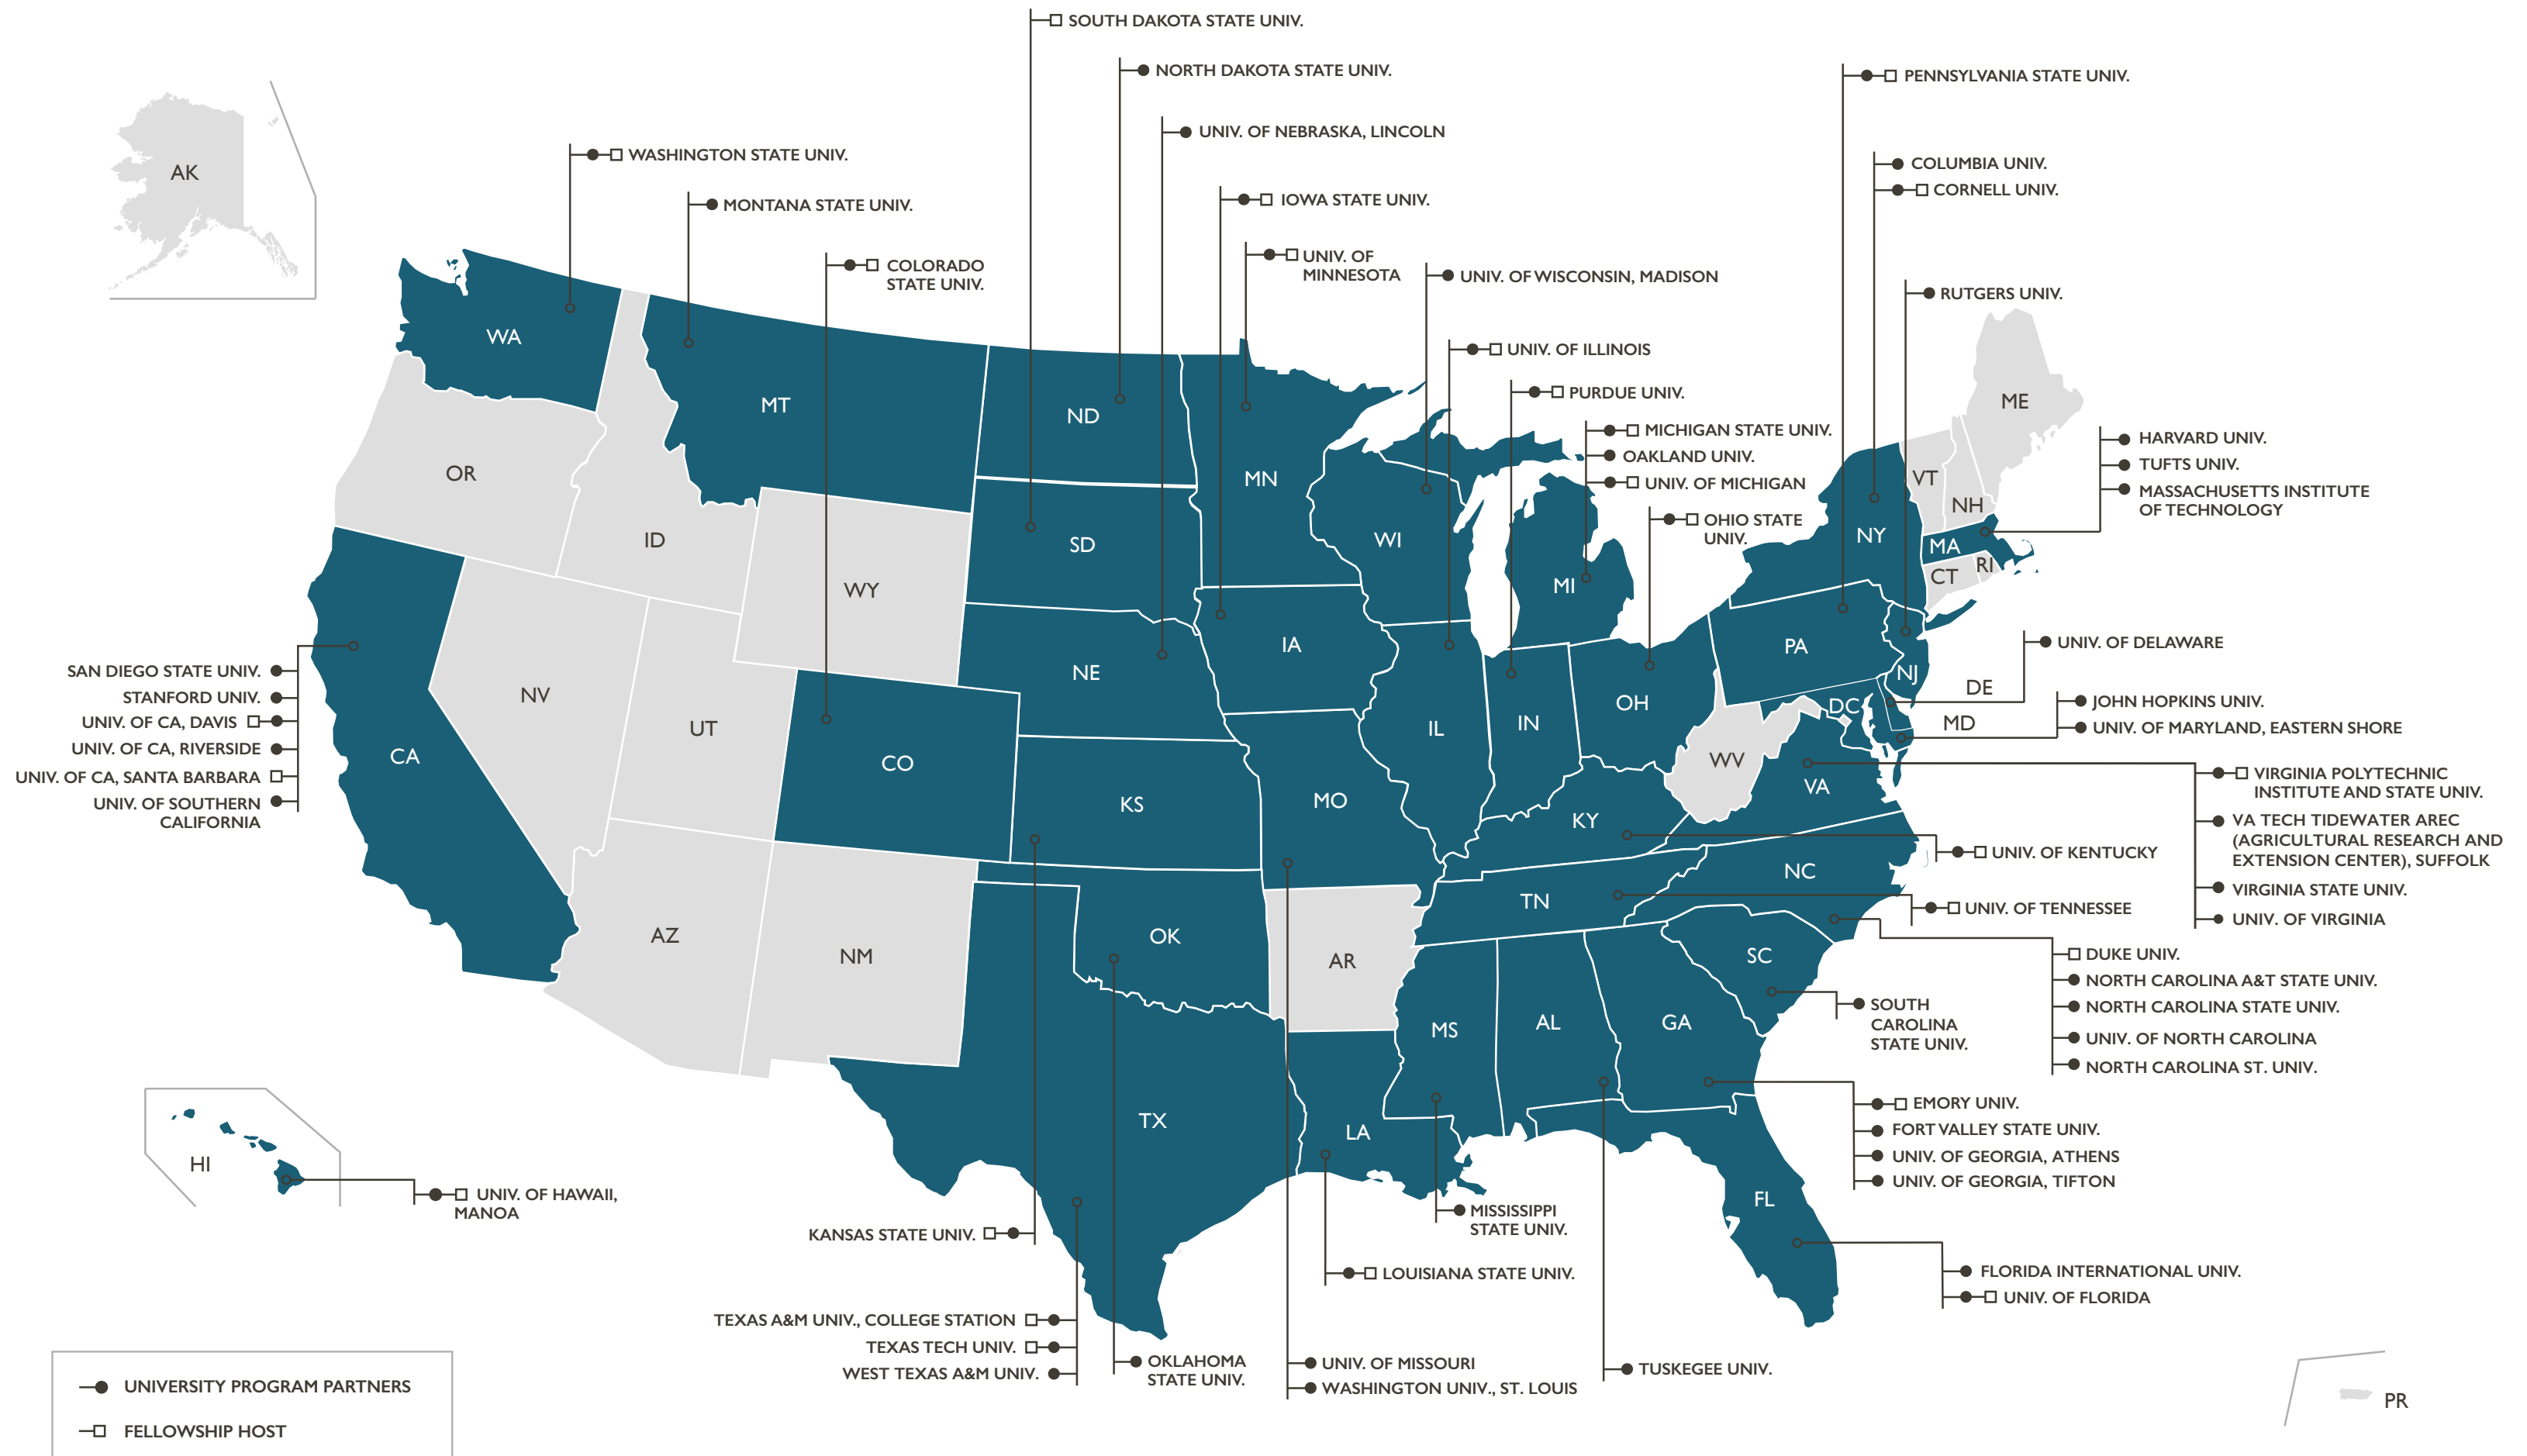 SOUTH DAKOTA STATE UNIV.
NORTH DAKOTA STATE UNIV.
PENNSYLVANIA STATE UNIV.
UNIV. OF NEBRASKA, LINCOLN
WASHINGTON STATE UNIV.
COLUMBIA UNIV.
CORNELL UNIV.
AK
MONTANA STATE UNIV.
IOWA STATE UNIV.
COLORADO
STATE UNIV.
UNIV. OF
MINNESOTA
UNIV. OF WISCONSIN, MADISON
RUTGERS UNIV.
UNIV. OF ILLINOIS
PURDUE UNIV.
MICHIGAN STATE UNIV.
OAKLAND UNIV.
UNIV. OF MICHIGAN
OHIO STATE
UNIV.
HARVARD UNIV.
TUFTS UNIV.
MASSACHUSETTS INSTITUTE
OF TECHNOLOGY
WA
MT
ND
ME
OR
MN
VT
NH
ID
SD
WI
NY
MA
RI
CT
WY
MI
UNIV. OF DELAWARE
IA
PA
NJ
NE
DE
JOHN HOPKINS UNIV.
UNIV. OF MARYLAND, EASTERN SHORE
MD
SAN DIEGO STATE UNIV.
STANFORD UNIV.
UNIV. OF CA, DAVIS
UNIV. OF CA, RIVERSIDE
UNIV. OF CA, SANTA BARBARA
UNIV. OF SOUTHERN
CALIFORNIA
NV
UT
CA
CO
IL
IN
OH
DC
WV
VA
KS
MO
KY
VIRGINIA POLYTECHNIC
INSTITUTE AND STATE UNIV.
VA TECH TIDEWATER AREC
(AGRICULTURAL RESEARCH AND
EXTENSION CENTER), SUFFOLK
VIRGINIA STATE UNIV.
UNIV. OF VIRGINIA
UNIV. OF KENTUCKY
NC
TN
UNIV. OF TENNESSEE
AZ
NM
OK
AR
SC
DUKE UNIV.
NORTH CAROLINA A&T STATE UNIV.
NORTH CAROLINA STATE UNIV.
UNIV. OF NORTH CAROLINA
NORTH CAROLINA ST. UNIV.
SOUTH
CAROLINA
STATE UNIV.
MS
AL
GA
TX
LA
EMORY UNIV.
FORT VALLEY STATE UNIV.
UNIV. OF GEORGIA, ATHENS
UNIV. OF GEORGIA, TIFTON
HI
UNIV. OF HAWAII,
MANOA
FL
MISSISSIPPI
STATE UNIV.
KANSAS STATE UNIV.
LOUISIANA STATE UNIV.
FLORIDA INTERNATIONAL UNIV.
UNIV. OF FLORIDA
TEXAS A&M UNIV., COLLEGE STATION
TEXAS TECH UNIV.
WEST TEXAS A&M UNIV.
OKLAHOMA
STATE UNIV.
UNIV. OF MISSOURI
WASHINGTON UNIV., ST. LOUIS
TUSKEGEE UNIV.
UNIVERSITY PROGRAM PARTNERS
FELLOWSHIP HOST
PR